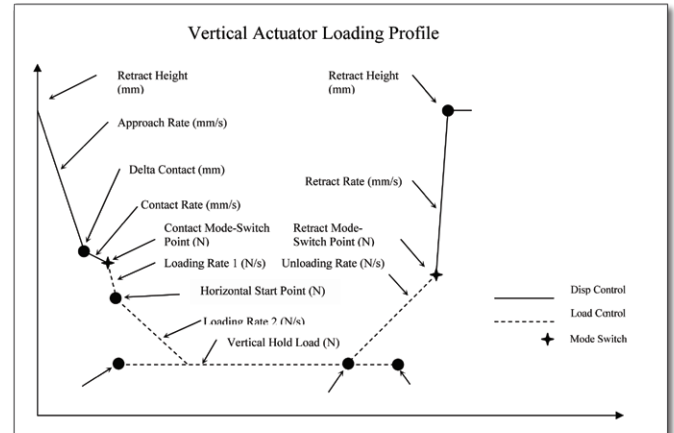 Vertical Actuator Loading Profile
Retract Height
(mm)
Retract Height
(mm)
Approach Rate (mm/s)
Delta Contact (mm)
Retract Rate (mm/s)
Contact Rate (mm/s)
Contact Mode-Switch
Point (N)
Retract Mode-
Switch Point (N)
Loading Rate 1 (N/s)
Unloading Rate (N/s)
Horizontal Start Point (N)
Disp Control
Load Control
Mode Switch
Loading Rate 2 (N/s)
Vertical Hold Load (N)